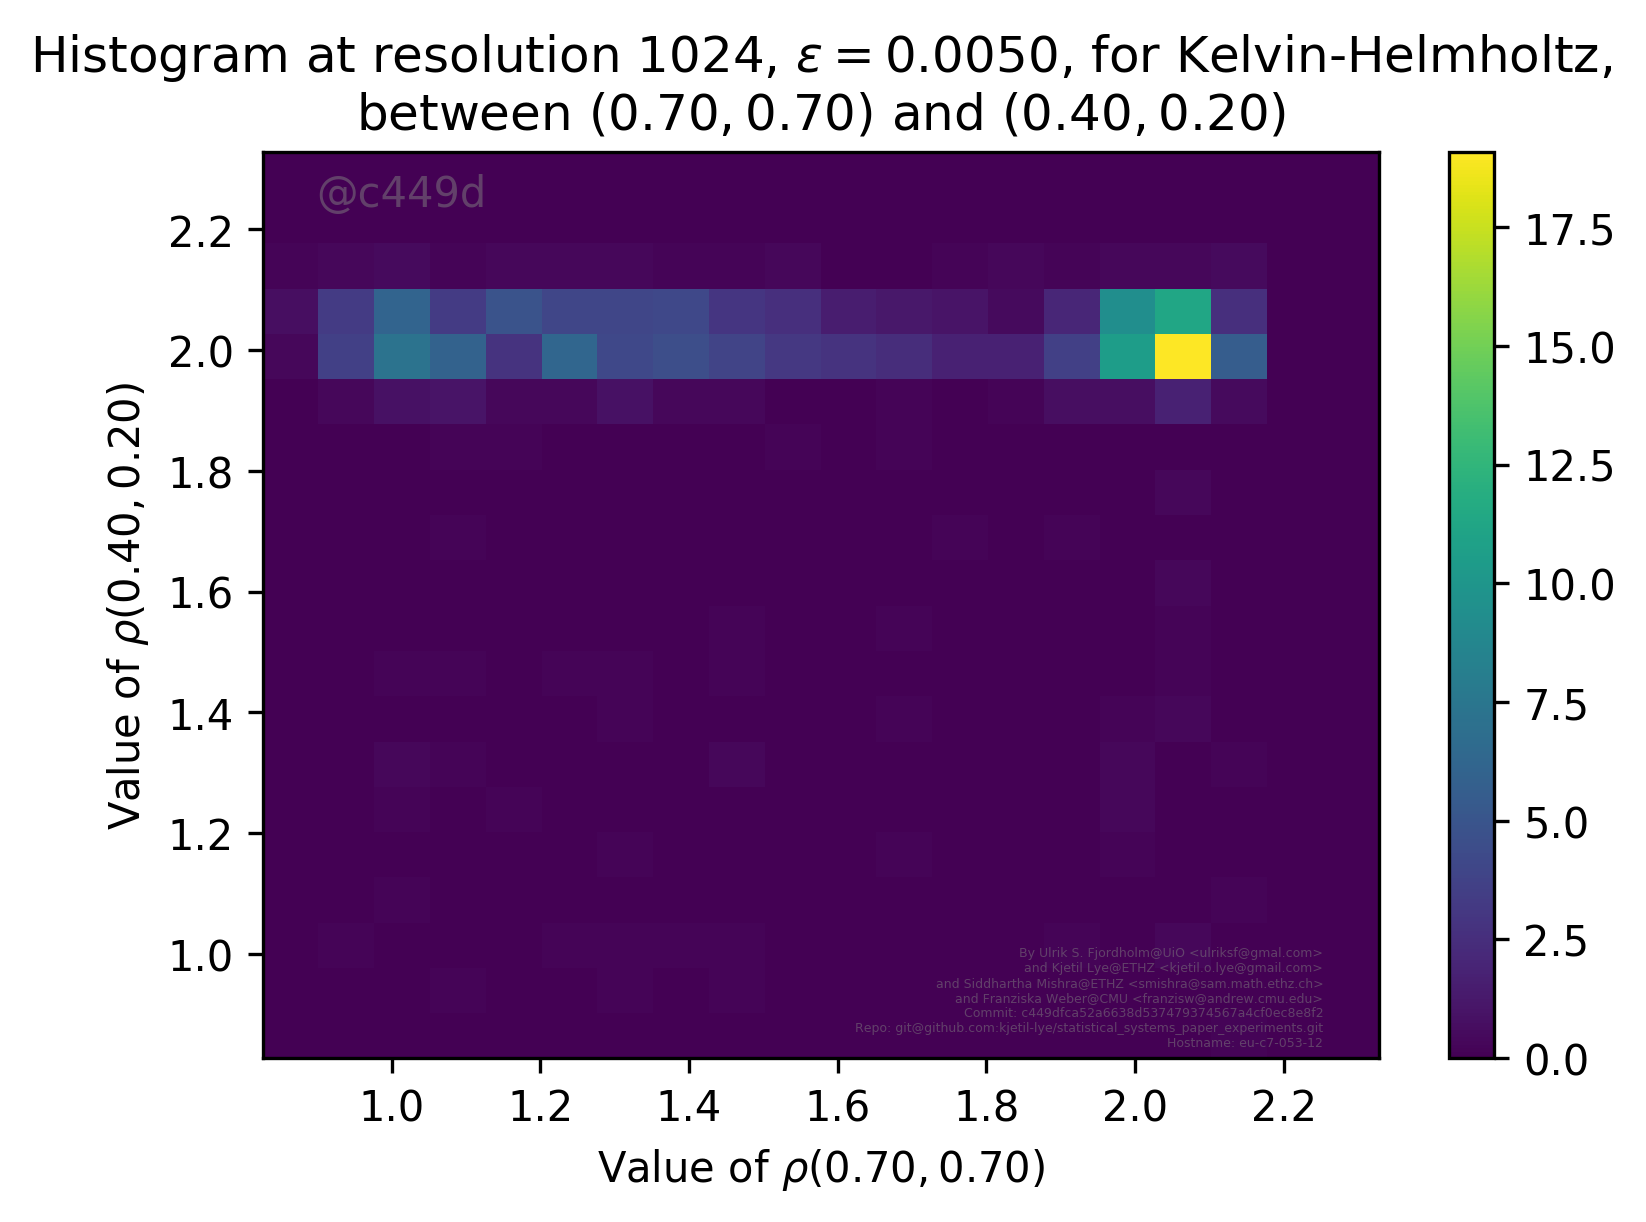 Histogram at resolution 1024, ε = 0.0050, for Kelvin-Helmholtz,
between (0.70, 0.70) and (0.40, 0.20)
@c449d
2.2
2.0
1.8
1.6
1.4
1.2
1.0
Value of ρ(0.40, 0.20)
1.0 1.2 1.4 1.6 1.8 2.0 2.2
Value of ρ(0.70, 0.70)
17.5
15.0
12.5
10.0
7.5
5.0
2.5
0.0
By Ulrik S. Fjordholm@UiO <ulriksf@gmal.com>
and Kjetil Lye@ETHZ <kjetil.o.lye@gmail.com>
and Siddhartha Mishra@ETHZ <smishra@sam.math.ethz.ch>
and Franziska Weber@CMU <franzisw@andrew.cmu.edu>
Commit: c449dfca52a6638d537479374567a4cf0ec8e8f2
Repo: git@github.com:kjetil-lye/statistical_systems_paper_experiments.git
Hostname: eu-c7-053-12